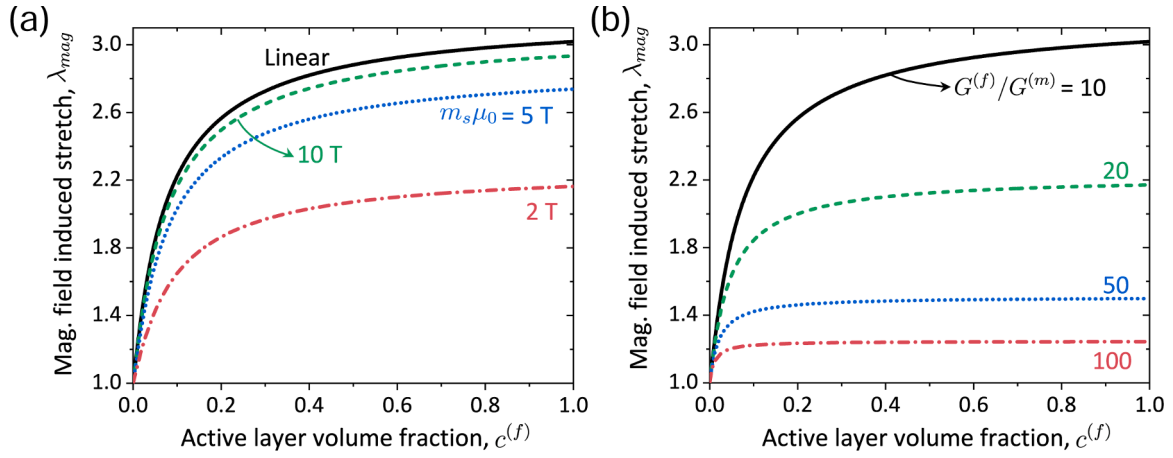 (a)
Mag. field induced stretch, λ_mag
3.0
2.6
2.2
1.8
1.4
1.0
Linear
m_sμ_0 = 5 T
10 T
2 T
0.0 0.2 0.4 0.6 0.8 1.0
Active layer volume fraction, c^(f)
(b)
Mag. field induced stretch, λ_mag
3.0
2.6
2.2
1.8
1.4
1.0
G^(f)/G^(m) = 10
20
50
100
0.0 0.2 0.4 0.6 0.8 1.0
Active layer volume fraction, c^(f)